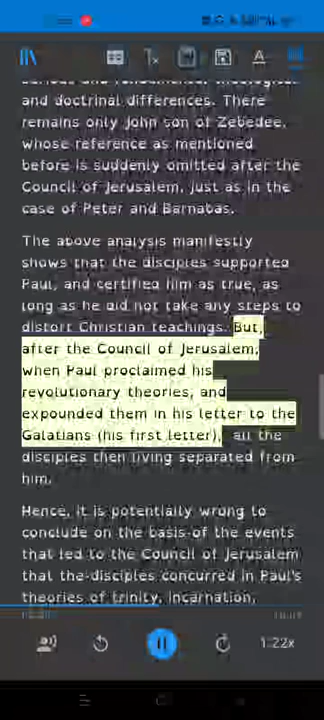 and doctrinal differences. There
remains only John son of Zebedee,
whose reference as mentioned
before is suddenly omitted after the
Council of Jerusalem, just as in the
case of Peter and Barnabas.
The above analysis manifestly
shows that the disciples supported
Paul, and certified him as true, as
long as he did not take any steps to
distort Christian teachings. But,
after the Council of Jerusalem,
when Paul proclaimed his
revolutionary theories, and
expounded them in his letter to the
Galatians (his first letter), all the
disciples then living separated from
him.
Hence, it is potentially wrong to
conclude on the basis of the events
that led to the Council of Jerusalem
that the disciples concurred in Paul's
theories of trinity, incarnation,
1.22x